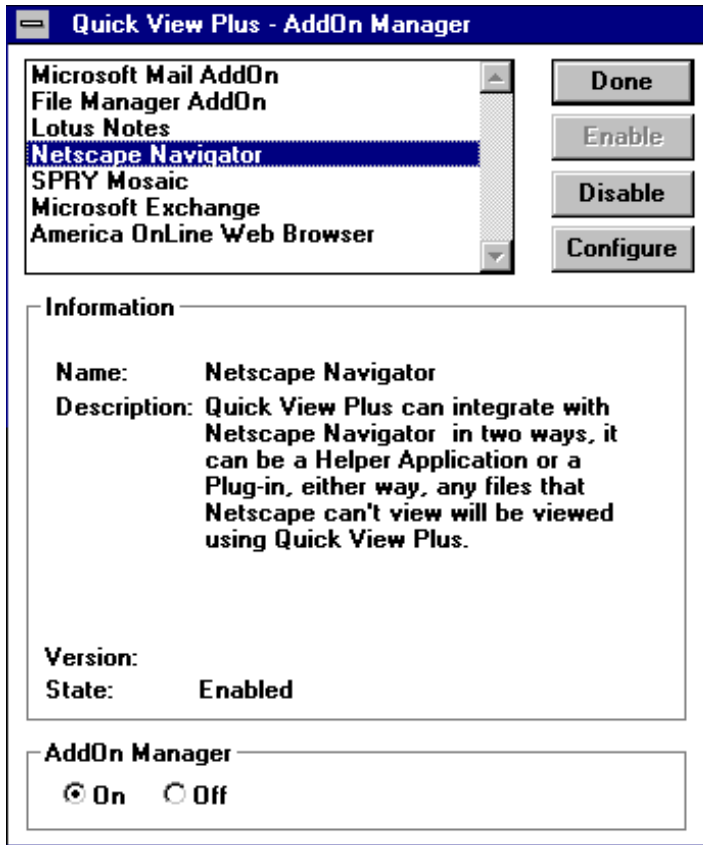 Quick View Plus - AddOn Manager
Microsoft Mail AddOn
File Manager AddOn
Lotus Notes
Netscape Navigator
SPRY Mosaic
Microsoft Exchange
America OnLine Web Browser
Done
Enable
Disable
Configure
Information
Name: Netscape Navigator
Description: Quick View Plus can integrate with
Netscape Navigator in two ways, it
can be a Helper Application or a
Plug-in, either way, any files that
Netscape can't view will be viewed
using Quick View Plus.
Version:
State: Enabled
AddOn Manager
On Off